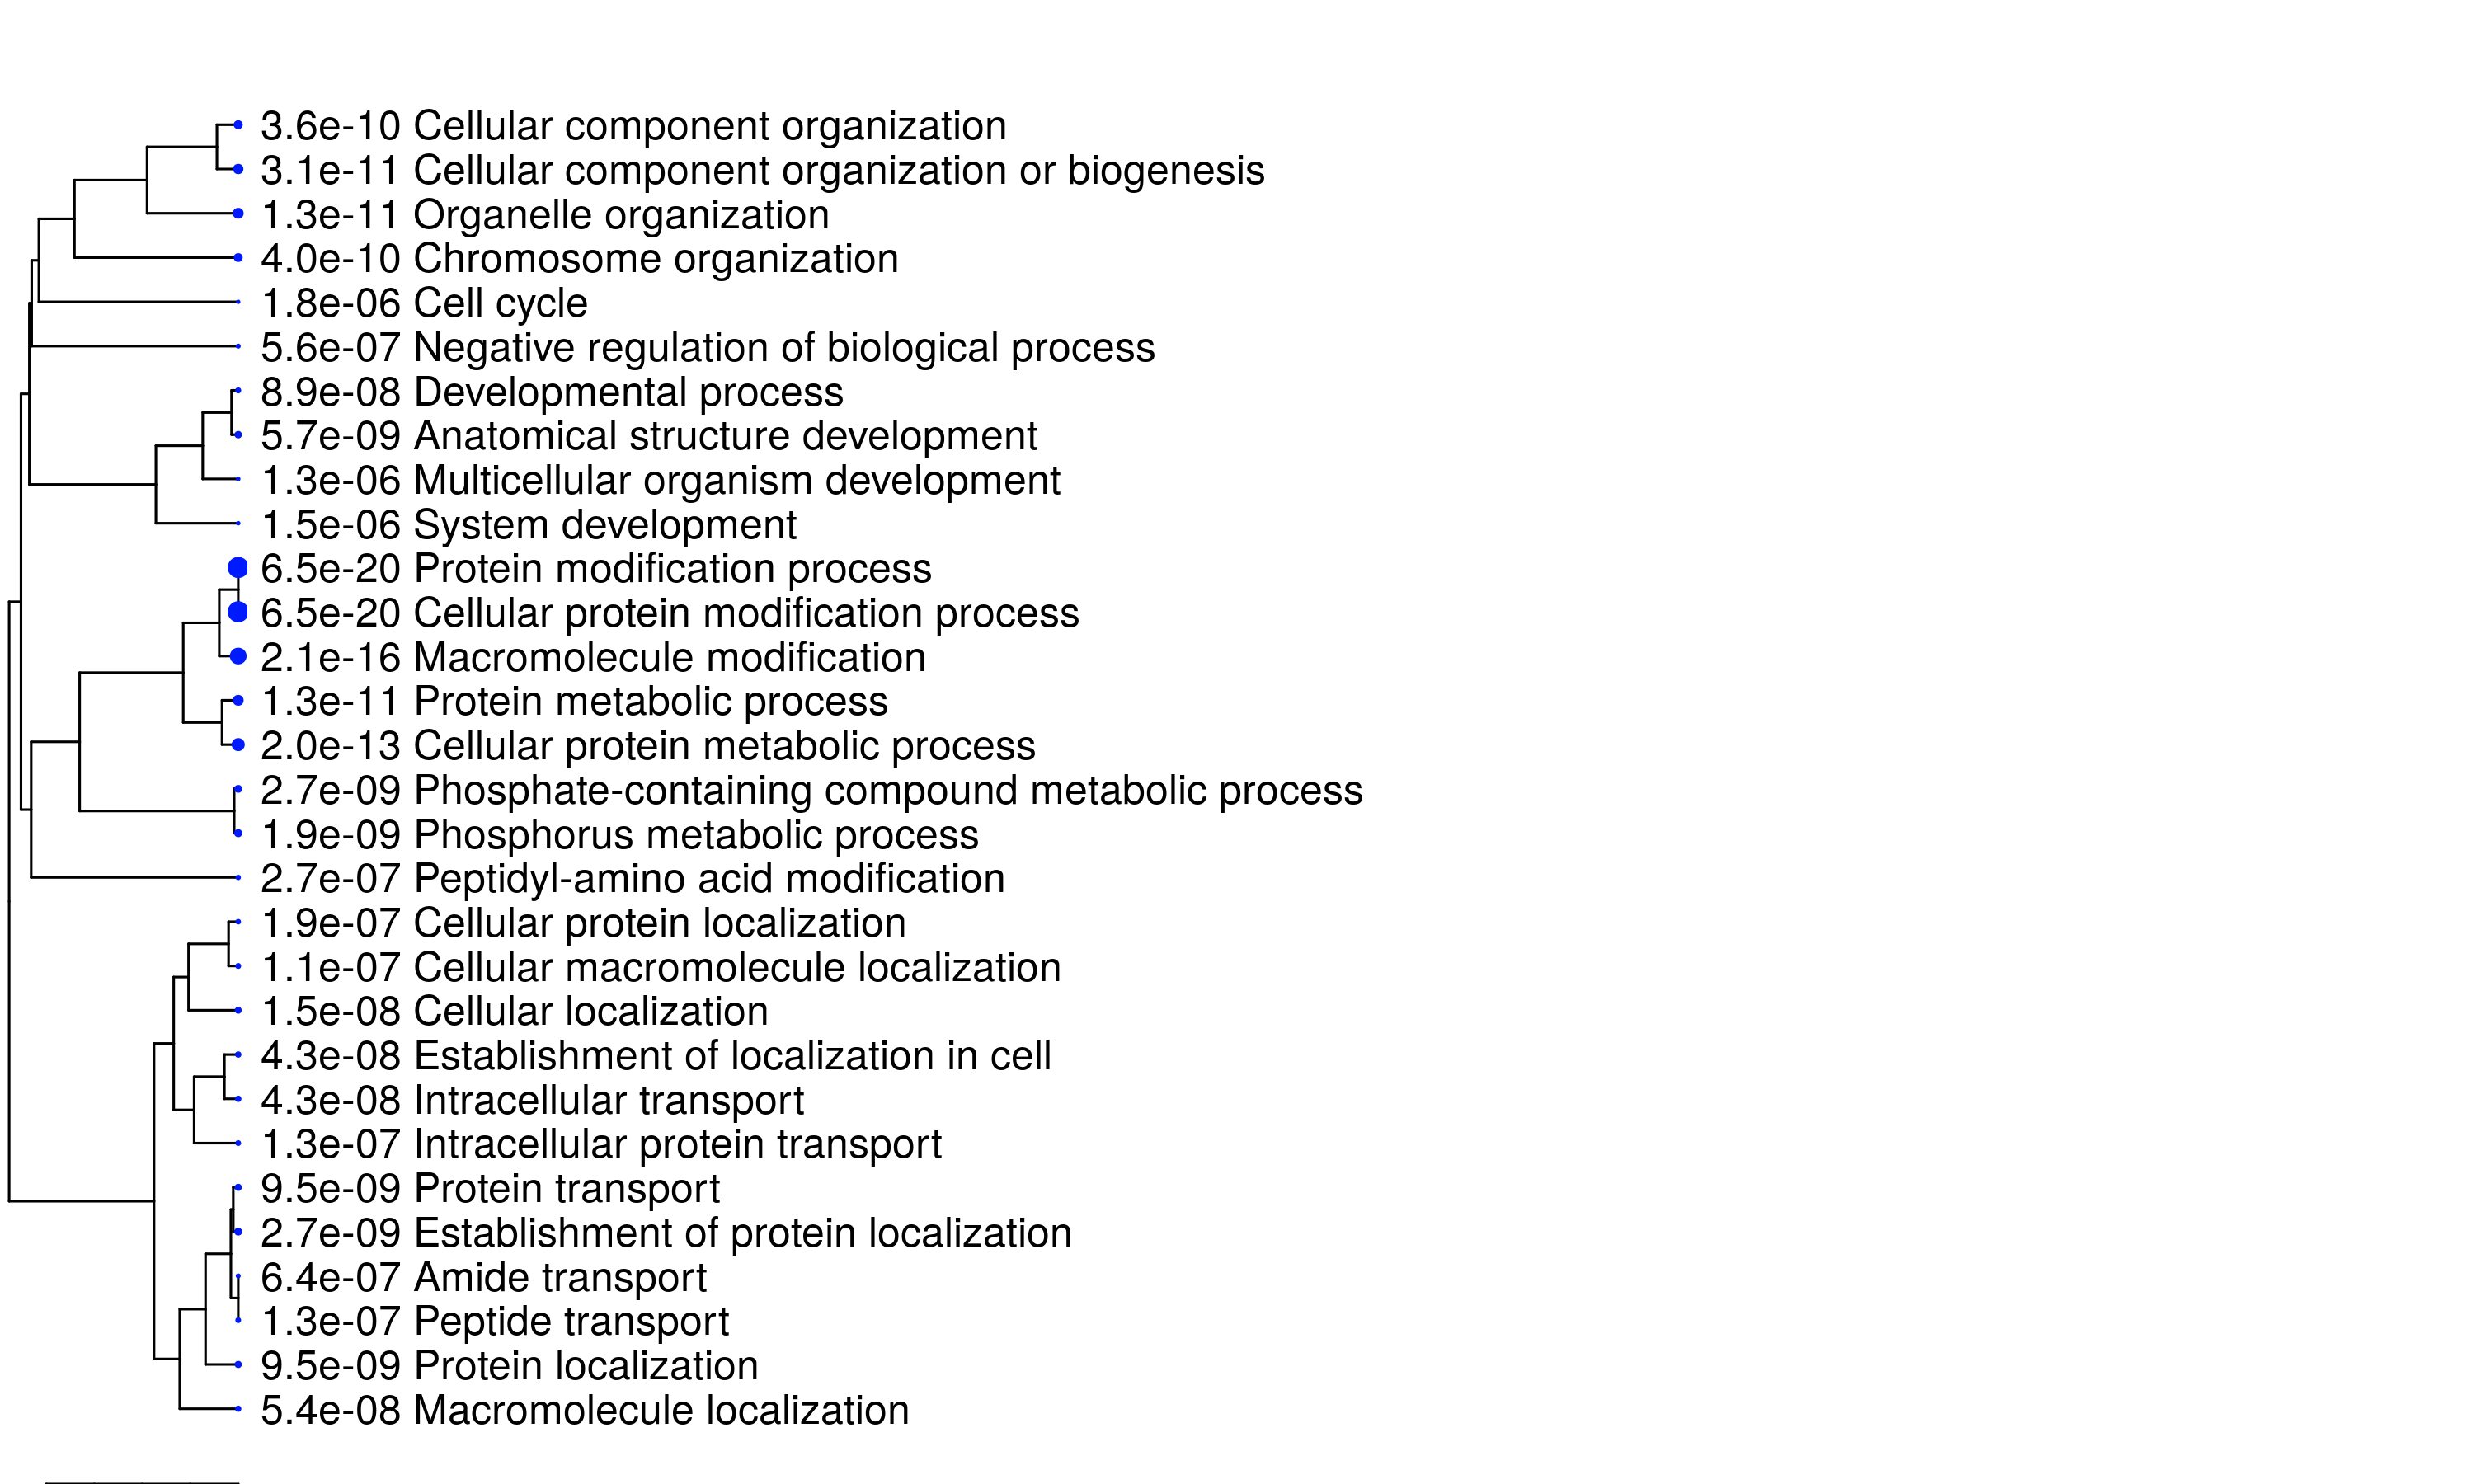 3.6e-10 Cellular component organization
3.1e-11 Cellular component organization or biogenesis
1.3e-11 Organelle organization
4.0e-10 Chromosome organization
1.8e-06 Cell cycle
5.6e-07 Negative regulation of biological process
8.9e-08 Developmental process
5.7e-09 Anatomical structure development
1.3e-06 Multicellular organism development
1.5e-06 System development
6.5e-20 Protein modification process
6.5e-20 Cellular protein modification process
2.1e-16 Macromolecule modification
1.3e-11 Protein metabolic process
2.0e-13 Cellular protein metabolic process
2.7e-09 Phosphate-containing compound metabolic process
1.9e-09 Phosphorus metabolic process
2.7e-07 Peptidyl-amino acid modification
1.9e-07 Cellular protein localization
1.1e-07 Cellular macromolecule localization
1.5e-08 Cellular localization
4.3e-08 Establishment of localization in cell
4.3e-08 Intracellular transport
1.3e-07 Intracellular protein transport
9.5e-09 Protein transport
2.7e-09 Establishment of protein localization
6.4e-07 Amide transport
1.3e-07 Peptide transport
9.5e-09 Protein localization
5.4e-08 Macromolecule localization